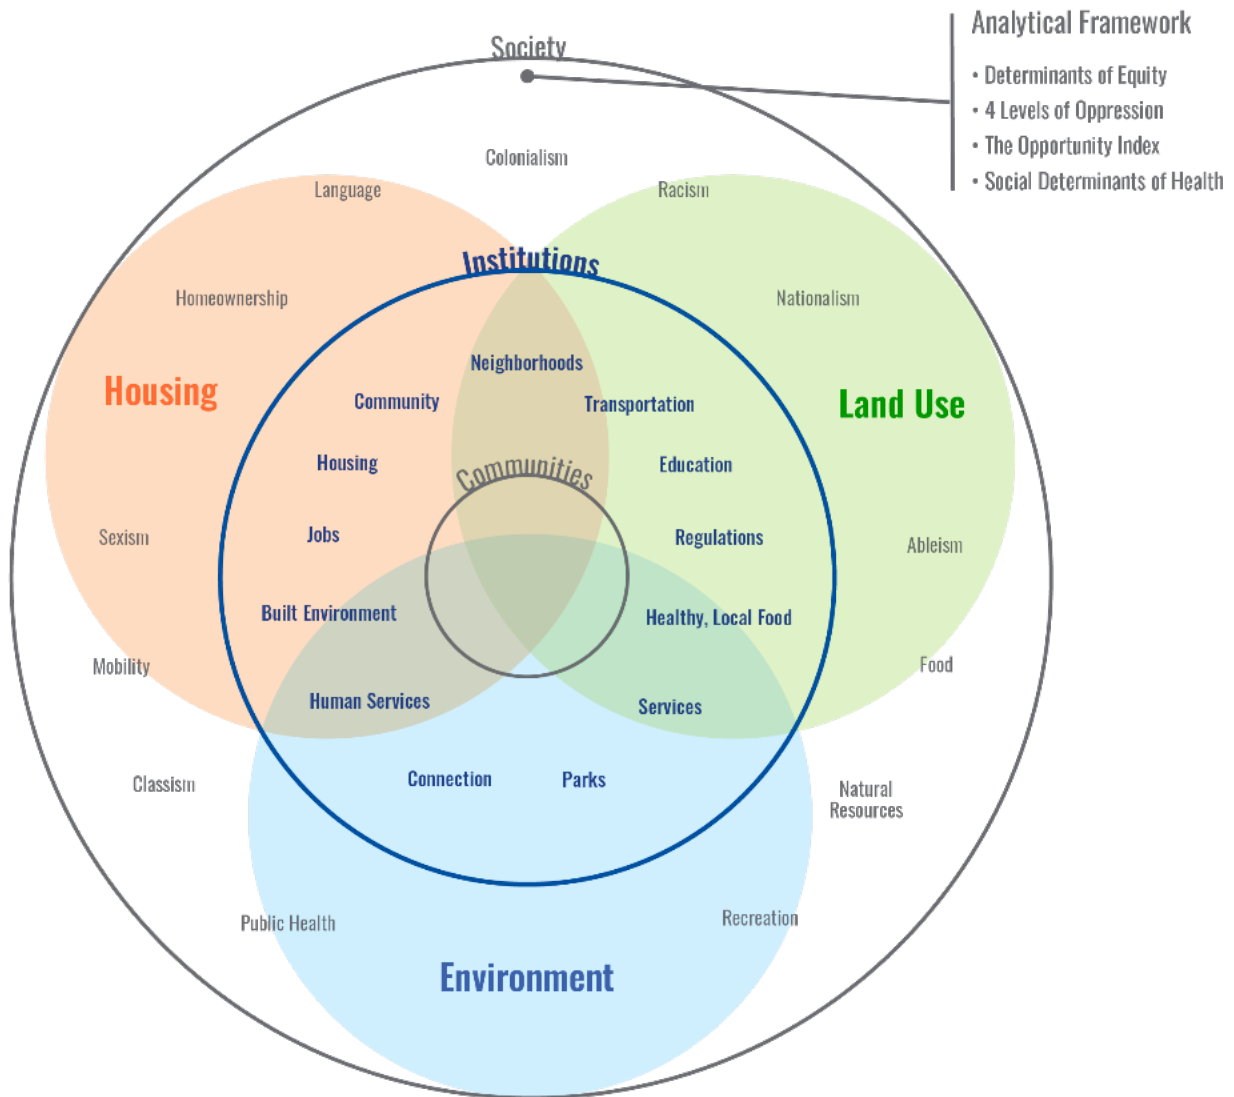 Analytical Framework
• Determinants of Equity
• 4 Levels of Oppression
• The Opportunity Index
• Social Determinants of Health
Society
Colonialism
Language
Racism
Institutions
Homeownership
Nationalism
Neighborhoods
Housing
Community
Transportation
Land Use
Housing
Communities
Education
Sexism
Jobs
Regulations
Ableism
Built Environment
Healthy, Local Food
Mobility
Food
Human Services
Services
Classism
Connection
Parks
Natural
Resources
Public Health
Recreation
Environment